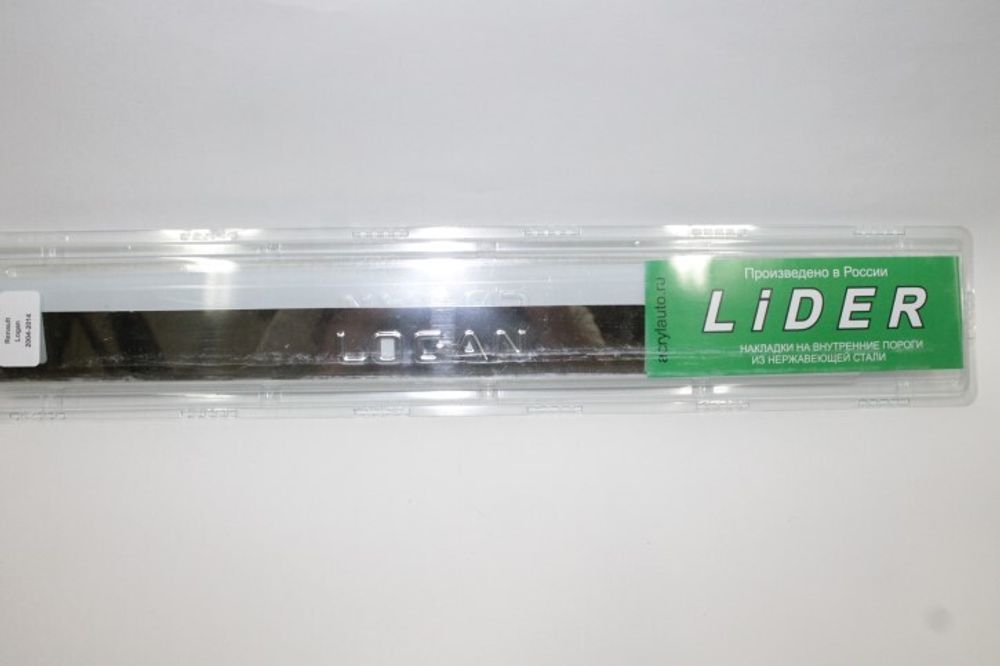 Renault
Logan
2004-2014
LOGAN
acrylauto.ru
Произведено в России
LiDER
НАКЛАДКИ НА ВНУТРЕННИЕ ПОРОГИ
ИЗ НЕРЖАВЕЮЩЕЙ СТАЛИ